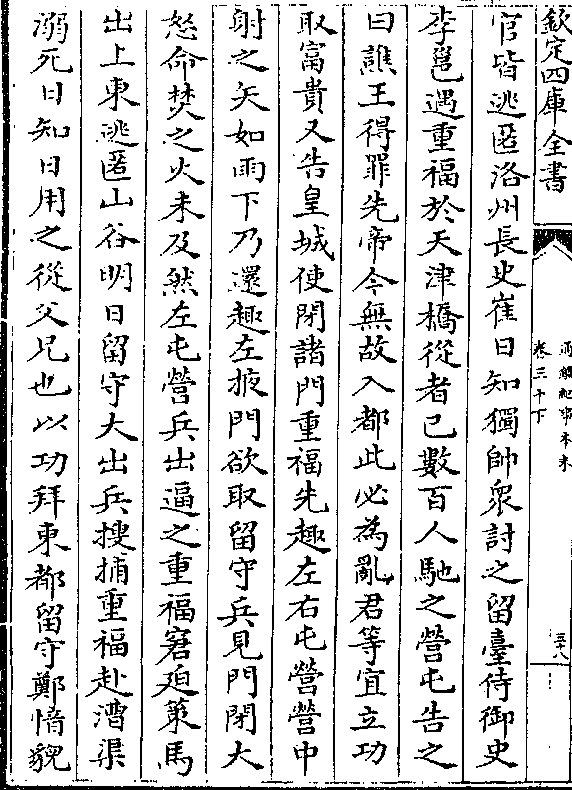 欽定四庫全書
通鑑紀事本末
卷三十下
五十八
官皆逃匿洛州長史崔日知獨帥衆討之留臺侍御史
李邕遇重福於天津橋從者已數百人馳之營屯告之
曰譙王得罪先帝今無故入都此必為亂君等宜立功
取富貴又告皇城使閉諸門重福先趣左右屯營營中
射之矢如雨下乃還趣左掖門欲取留守兵見門閉大
怒命焚之火未及然左屯營兵出逼之重福窘迫策馬
出上東逃匿山谷明日留守大出兵搜捕重福赴漕渠
溺死日知日用之從父兄也以功拜東都留守鄭愔貌